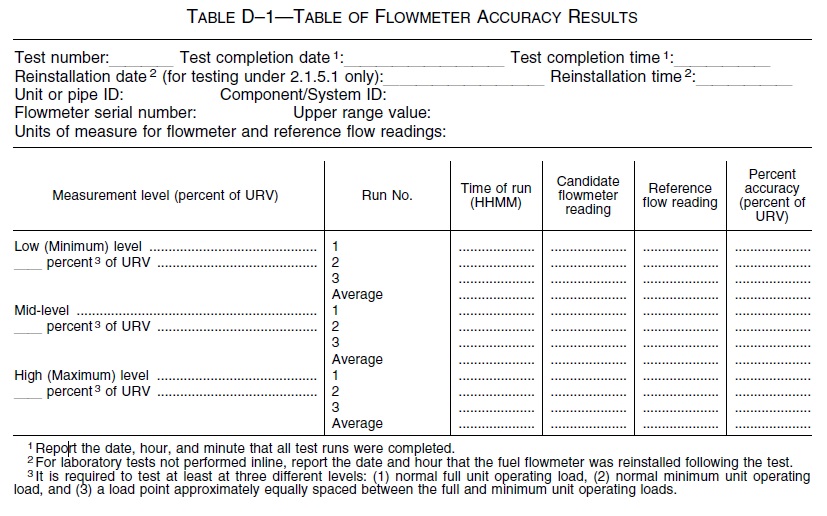 TABLE D–1—TABLE OF FLOWMETER ACCURACY RESULTS
Test number:_______ Test completion date ¹:____________________ Test completion time ¹:____________
Reinstallation date ² (for testing under 2.1.5.1 only):____________________ Reinstallation time ²:____________
Unit or pipe ID: Component/System ID:
Flowmeter serial number: Upper range value:
Units of measure for flowmeter and reference flow readings:
Measurement level (percent of URV) Run No. Time of run (HHMM) Candidate flowmeter reading Reference flow reading Percent accuracy (percent of URV)
Low (Minimum) level .......................................... 1 ................... ................... ................... ...................
____ percent ³ of URV ........................................ 2 ................... ................... ................... ...................
3 ................... ................... ................... ...................
Average ................... ................... ................... ...................
Mid-level ............................................................ 1 ................... ................... ................... ...................
____ percent ³ of URV ........................................ 2 ................... ................... ................... ...................
3 ................... ................... ................... ...................
Average ................... ................... ................... ...................
High (Maximum) level ........................................ 1 ................... ................... ................... ...................
____ percent ³ of URV ........................................ 2 ................... ................... ................... ...................
3 ................... ................... ................... ...................
Average ................... ................... ................... ...................
¹ Report the date, hour, and minute that all test runs were completed.
² For laboratory tests not performed inline, report the date and hour that the fuel flowmeter was reinstalled following the test.
³ It is required to test at least at three different levels: (1) normal full unit operating load, (2) normal minimum unit operating
load, and (3) a load point approximately equally spaced between the full and minimum unit operating loads.